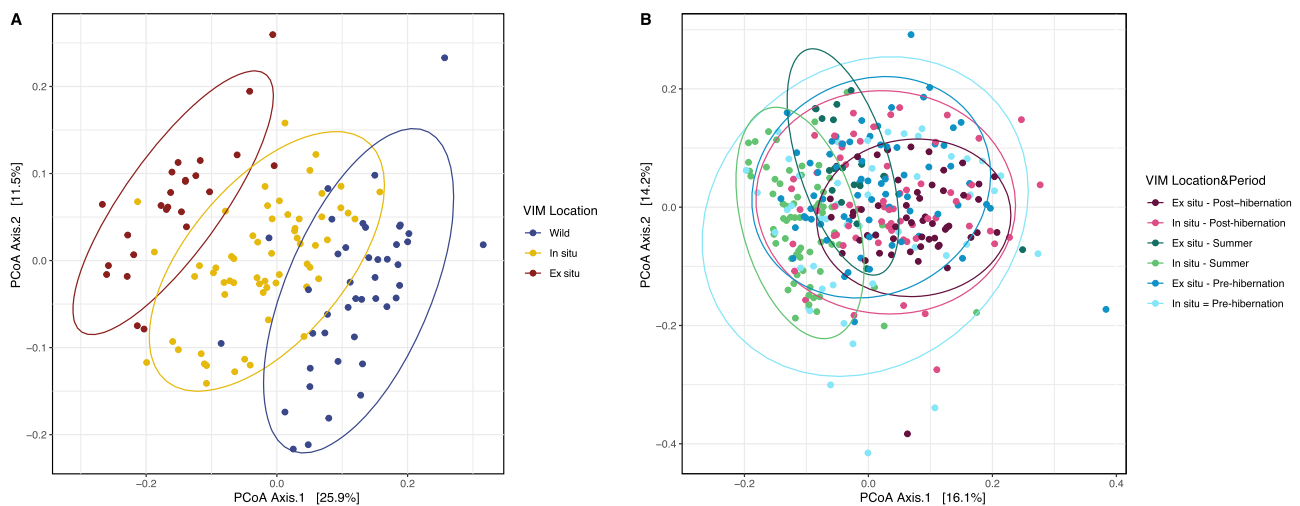 A
0.2
0.1
0.0
−0.1
−0.2
PCoA Axis.2 [11.5%]
−0.2
0.0
0.2
PCoA Axis.1 [25.9%]
VIM Location
Wild
In situ
Ex situ
B
0.2
0.0
−0.2
−0.4
PCoA Axis.2 [14.2%]
−0.2
0.0
0.2
0.4
PCoA Axis.1 [16.1%]
VIM Location&Period
Ex situ - Post−hibernation
In situ - Post-hibernation
Ex situ - Summer
In situ - Summer
Ex situ - Pre-hibernation
In situ = Pre-hibernation